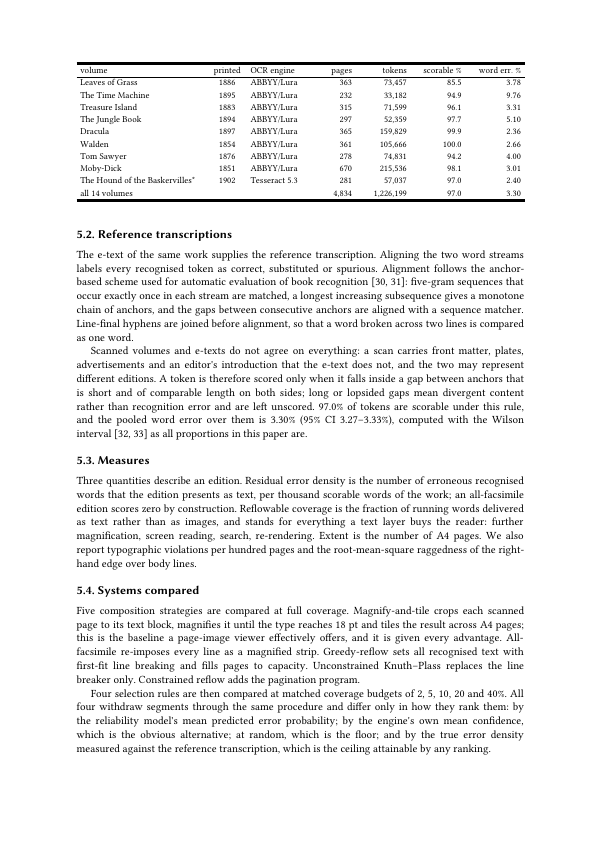 volume printed OCR engine pages tokens scorable % word err. %
Leaves of Grass 1886 ABBYY/Lura 363 73,457 85.5 3.78
The Time Machine 1895 ABBYY/Lura 232 33,182 94.9 9.76
Treasure Island 1883 ABBYY/Lura 315 71,599 96.1 3.31
The Jungle Book 1894 ABBYY/Lura 297 52,359 97.7 5.10
Dracula 1897 ABBYY/Lura 365 159,829 99.9 2.36
Walden 1854 ABBYY/Lura 361 105,666 100.0 2.66
Tom Sawyer 1876 ABBYY/Lura 278 74,831 94.2 4.00
Moby-Dick 1851 ABBYY/Lura 670 215,536 98.1 3.01
The Hound of the Baskervilles* 1902 Tesseract 5.3 281 57,037 97.0 2.40
all 14 volumes 4,834 1,226,199 97.0 3.30
5.2. Reference transcriptions
The e-text of the same work supplies the reference transcription. Aligning the two word streams
labels every recognised token as correct, substituted or spurious. Alignment follows the anchor-
based scheme used for automatic evaluation of book recognition [30, 31]: five-gram sequences that
occur exactly once in each stream are matched, a longest increasing subsequence gives a monotone
chain of anchors, and the gaps between consecutive anchors are aligned with a sequence matcher.
Line-final hyphens are joined before alignment, so that a word broken across two lines is compared
as one word.
Scanned volumes and e-texts do not agree on everything: a scan carries front matter, plates,
advertisements and an editor's introduction that the e-text does not, and the two may represent
different editions. A token is therefore scored only when it falls inside a gap between anchors that
is short and of comparable length on both sides; long or lopsided gaps mean divergent content
rather than recognition error and are left unscored. 97.0% of tokens are scorable under this rule,
and the pooled word error over them is 3.30% (95% CI 3.27–3.33%), computed with the Wilson
interval [32, 33] as all proportions in this paper are.
5.3. Measures
Three quantities describe an edition. Residual error density is the number of erroneous recognised
words that the edition presents as text, per thousand scorable words of the work; an all-facsimile
edition scores zero by construction. Reflowable coverage is the fraction of running words delivered
as text rather than as images, and stands for everything a text layer buys the reader: further
magnification, screen reading, search, re-rendering. Extent is the number of A4 pages. We also
report typographic violations per hundred pages and the root-mean-square raggedness of the right-
hand edge over body lines.
5.4. Systems compared
Five composition strategies are compared at full coverage. Magnify-and-tile crops each scanned
page to its text block, magnifies it until the type reaches 18 pt and tiles the result across A4 pages;
this is the baseline a page-image viewer effectively offers, and it is given every advantage. All-
facsimile re-imposes every line as a magnified strip. Greedy-reflow sets all recognised text with
first-fit line breaking and fills pages to capacity. Unconstrained Knuth–Plass replaces the line
breaker only. Constrained reflow adds the pagination program.
Four selection rules are then compared at matched coverage budgets of 2, 5, 10, 20 and 40%. All
four withdraw segments through the same procedure and differ only in how they rank them: by
the reliability model's mean predicted error probability; by the engine's own mean confidence,
which is the obvious alternative; at random, which is the floor; and by the true error density
measured against the reference transcription, which is the ceiling attainable by any ranking.